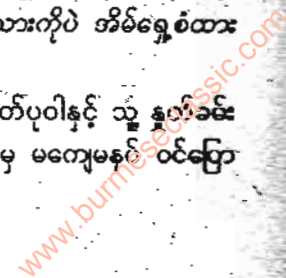 သားကိုပဲ အိမ်ရှေ့စံထား
တ်ပုဝါနှင့် သူ့ နှုတ်ခမ်း
မှ မကျေမနပ် ဝင်ပြော
www.burmeseclassic.com